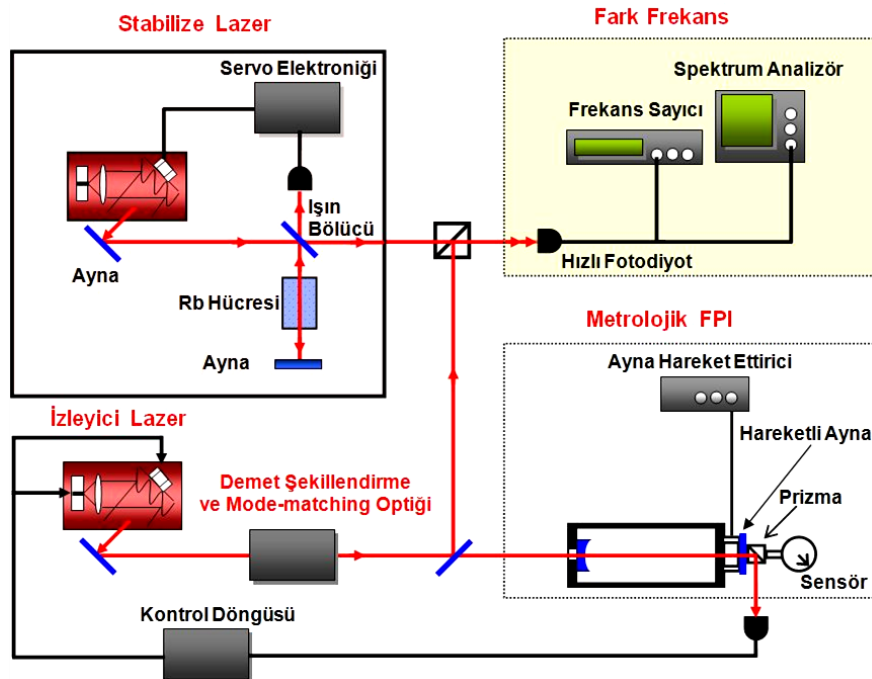 Stabilize Lazer
Servo Elektroniği
Işın
Bölücü
Ayna
Rb Hücresi
Ayna
Fark Frekans
Spektrum Analizör
Frekans Sayıcı
Hızlı Fotodiyot
Metrolojik FPI
Ayna Hareket Ettirici
Hareketli Ayna
Prizma
Sensör
İzleyici Lazer
Demet Şekillendirme
ve Mode-matching Optiği
Kontrol Döngüsü